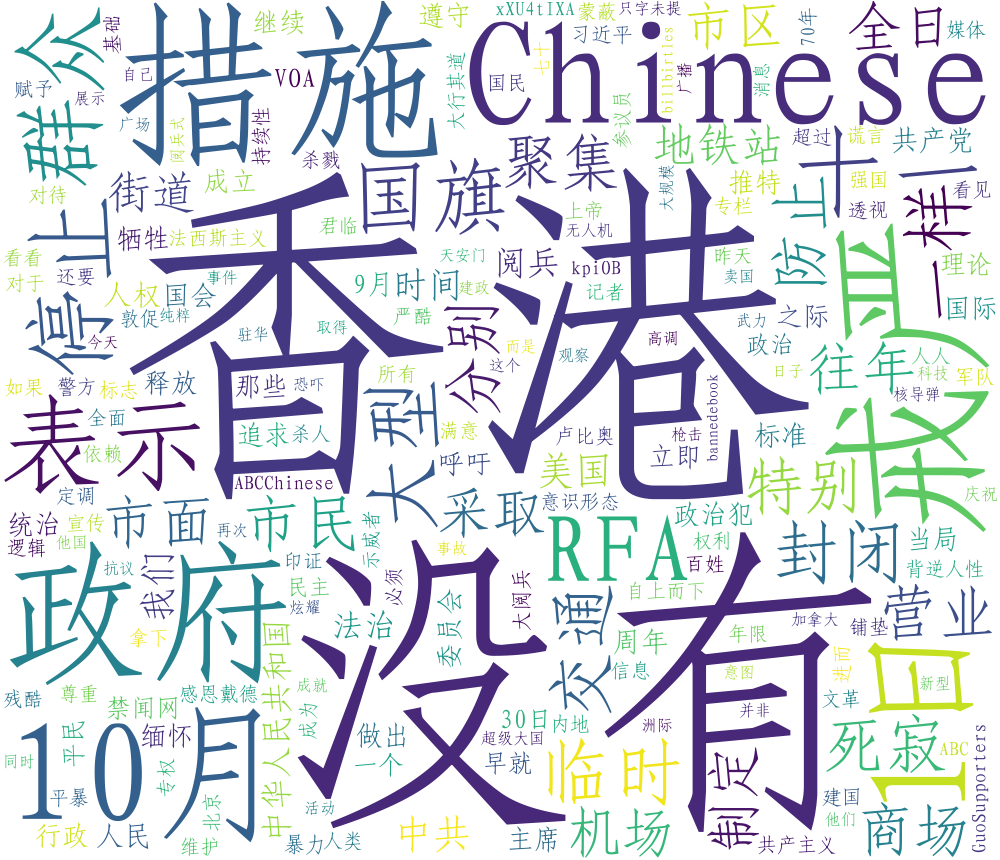 xXU4tIXA
蒙蔽
只字未提
继续
遵守
市区
70年
全日
媒体
群众
基础
措施
习近平
七十
Chinese
赋予
自己
展示
VOA
国民
大行其道
billbirtles
广播
消息
广场
阅兵式
持续性
参议员
地铁站
超过
谎言
共产党
对待
街道
成立
杀戮
国旗
聚集
推特
大规模
防止
十一
强国
看见
停止
牺牲
法西斯主义
君临
上帝
无人机
专栏
透视
一样
看看
对于
还要
事件
天安门
阅兵
kpiOB
昨天
卖国
理论
人权
国会
9月
时间
建政
记者
之际
国际
敦促
纯粹
今天
驻华
取得
严酷
分别
而是
这个
观察
高调
武力
政治
戒严
香港
如果
警方
标志
释放
那些
恐吓
所有
往年
人人
科技
军队
日子
核导弹
表示
全面
依赖
追求
杀人
大型
满意
卢比奥
枪击
bannedebook
标准
ABCChinese
呼吁
美国
立即
特别
庆祝
定调
统治
宣传
他国
再次
市面
市民
采取
意识形态
政治犯
逻辑
印证
示威者
事故
RFA
权利
百姓
封闭
当局
背逆人性
政府
抗议
我们
民主
炫耀
必须
没有
大阅兵
自上而下
拿下
中华人民共和国
法治
委员会
交通
周年
年限
加拿大
铺垫
营业
残酷
尊重
禁闻网
感恩戴德
成就
信息
意图
进而
文革
1日
新型
10月
平民
缅怀
成为
做出
30日
内地
洲际
并非
死寂
同时
平暴
专权
一个
超级大国
早就
临时
制定
ABC
GuoSupporters
建国
他们
行政
人民
维护
北京
暴力
活动
人类
中共
主席
机场
共产主义
商场